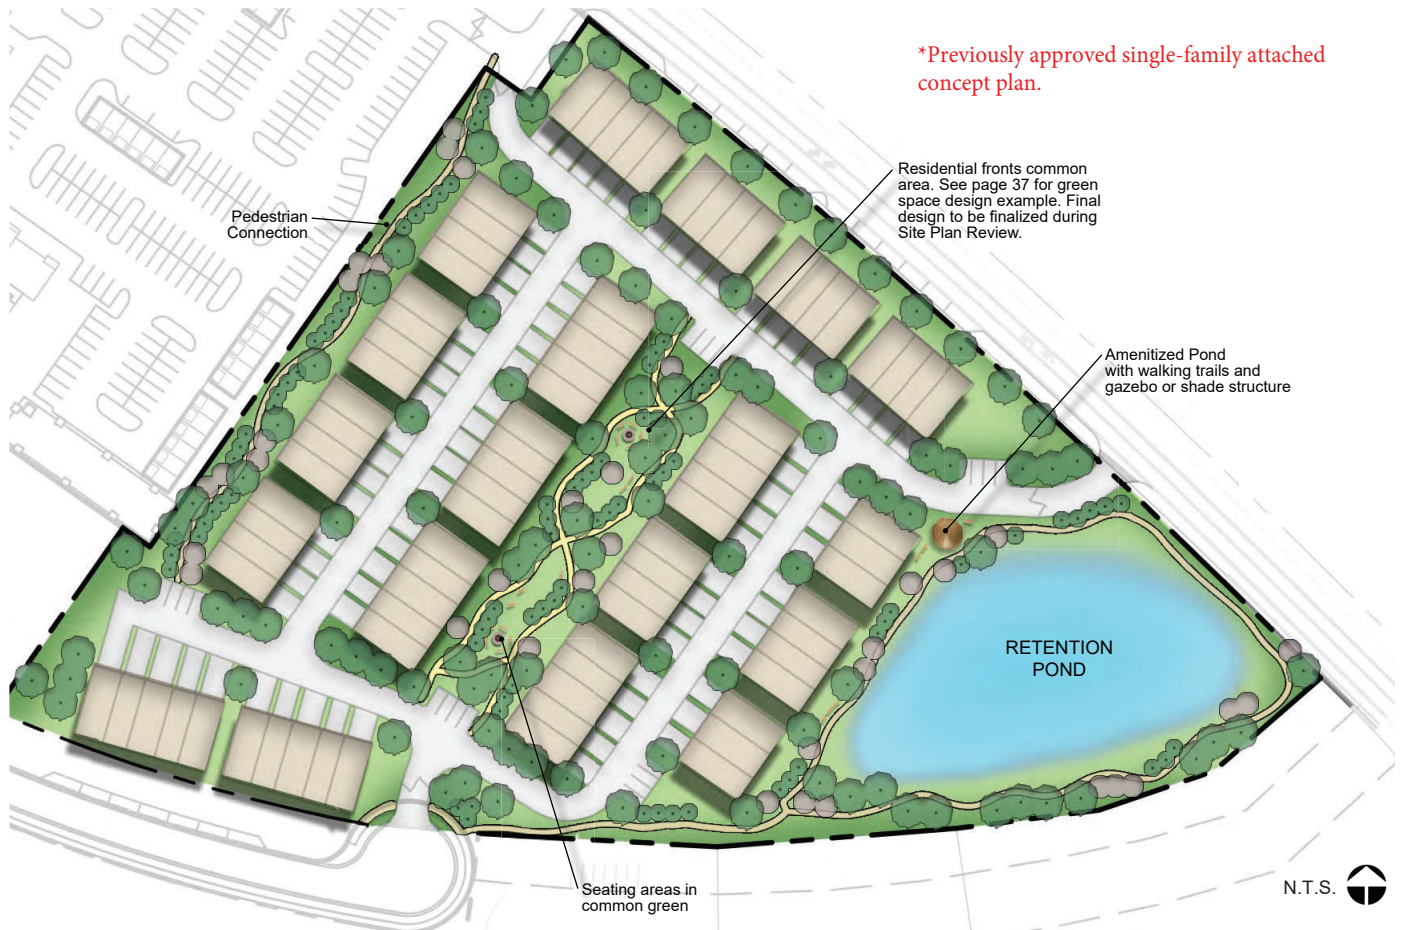 *Previously approved single-family attached
concept plan.
Residential fronts common
area. See page 37 for green
space design example. Final
design to be finalized during
Site Plan Review.
Pedestrian
Connection
Amenitized Pond
with walking trails and
gazebo or shade structure
RETENTION
POND
Seating areas in
common green
N.T.S.